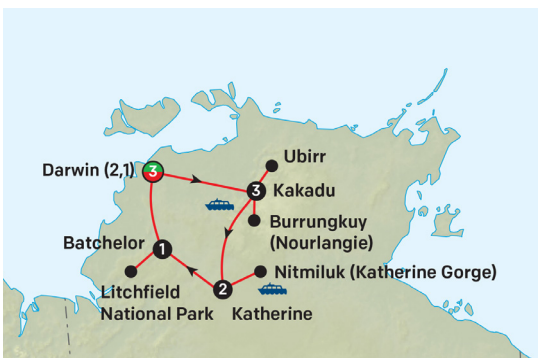 Ubirr
Darwin (2,1)
3
3
Kakadu
Burrungkuy
(Nourlangie)
Batchelor
1
Nitmiluk (Katherine Gorge)
2
Litchfield
National Park
Katherine